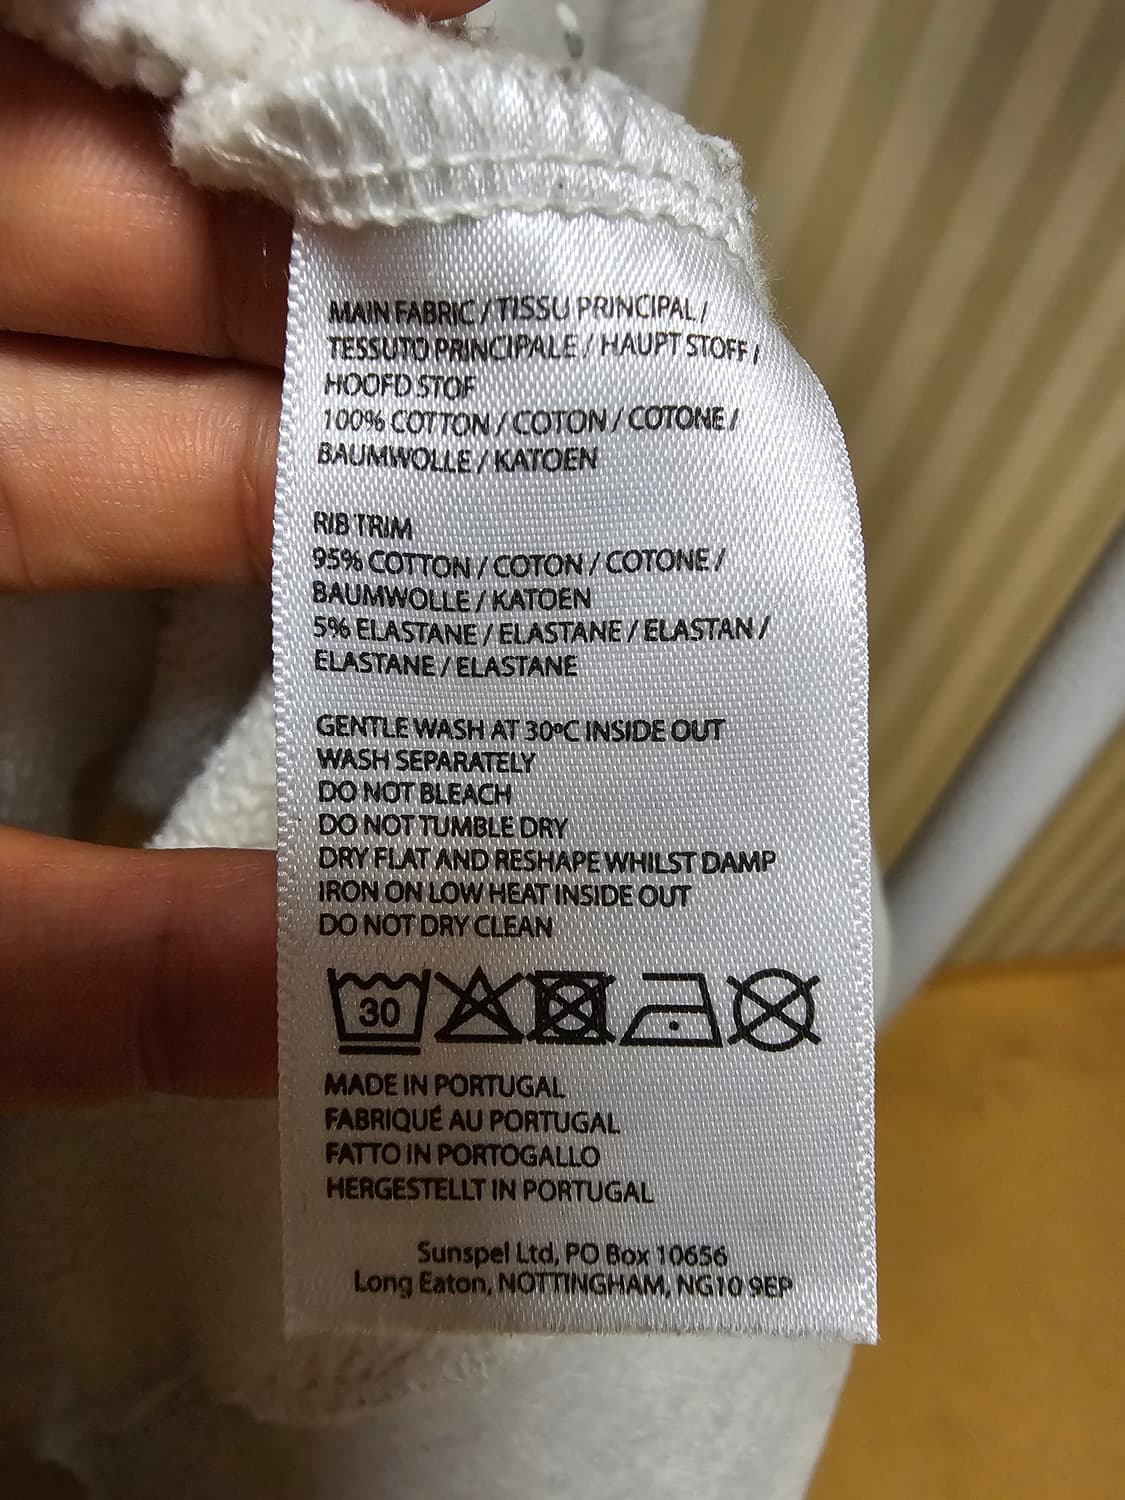 MAIN FABRIC / TISSU PRINCIPAL /
TESSUTO PRINCIPALE / HAUPT STOFF /
HOOFD STOF
100% COTTON / COTON / COTONE /
BAUMWOLLE / KATOEN
RIB TRIM
95% COTTON / COTON / COTONE /
BAUMWOLLE / KATOEN
5% ELASTANE / ELASTANE / ELASTAN /
ELASTANE / ELASTANE
GENTLE WASH AT 30ºC INSIDE OUT
WASH SEPARATELY
DO NOT BLEACH
DO NOT TUMBLE DRY
DRY FLAT AND RESHAPE WHILST DAMP
IRON ON LOW HEAT INSIDE OUT
DO NOT DRY CLEAN
30
MADE IN PORTUGAL
FABRIQUÉ AU PORTUGAL
FATTO IN PORTOGALLO
HERGESTELLT IN PORTUGAL
Sunspel Ltd, PO Box 10656
Long Eaton, NOTTINGHAM, NG10 9EP